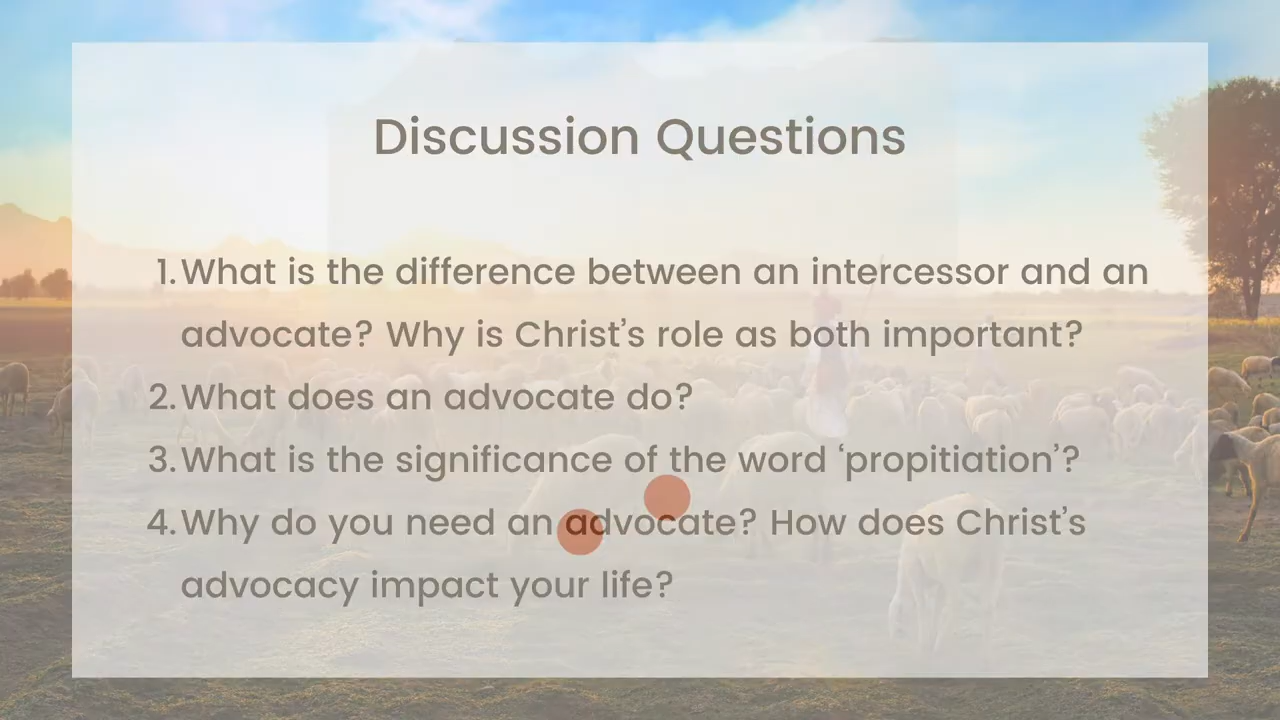 Discussion Questions
1. What is the difference between an intercessor and an
advocate? Why is Christ’s role as both important?
2. What does an advocate do?
3. What is the significance of the word ‘propitiation’?
4. Why do you need an advocate? How does Christ’s
advocacy impact your life?